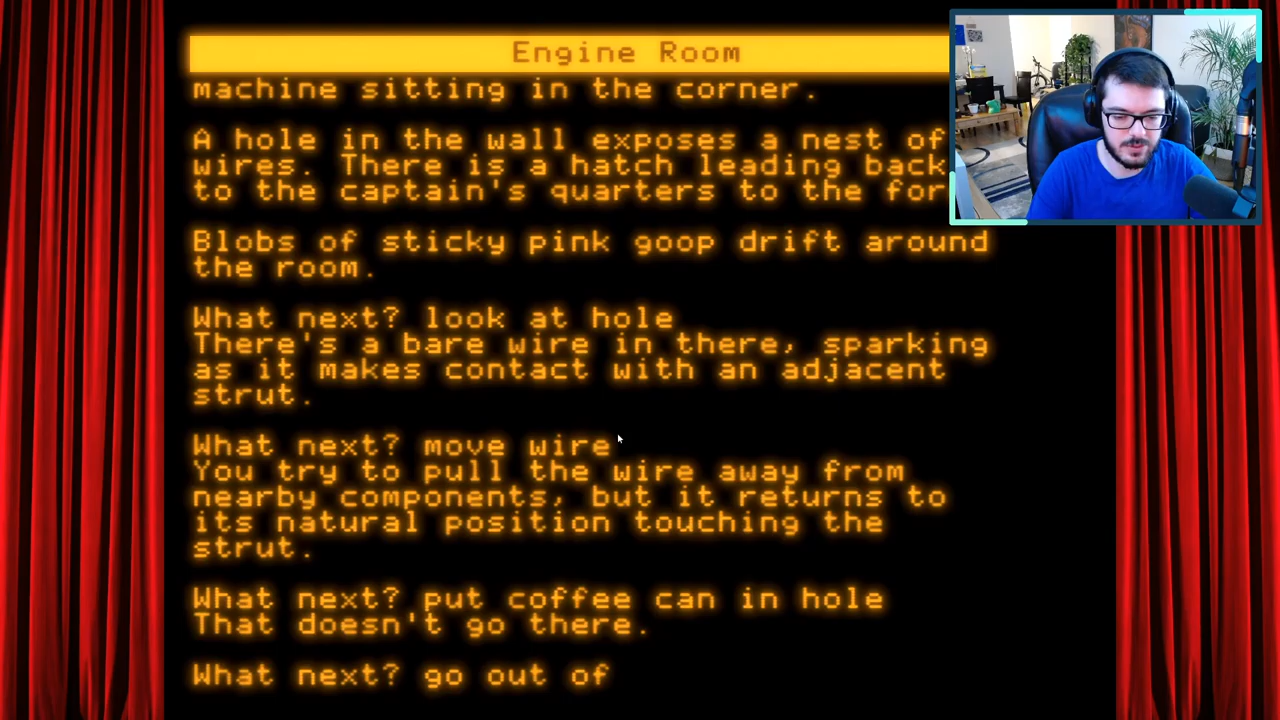 Engine Room
machine sitting in the corner.
A hole in the wall exposes a nest of
wires. There is a hatch leading back
to the captain's quarters to the for
Blobs of sticky pink goop drift around
the room.
What next? look at hole
There's a bare wire in there, sparking
as it makes contact with an adjacent
strut.
What next? move wire
You try to pull the wire away from
nearby components, but it returns to
its natural position touching the
strut.
What next? put coffee can in hole
That doesn't go there.
What next? go out of